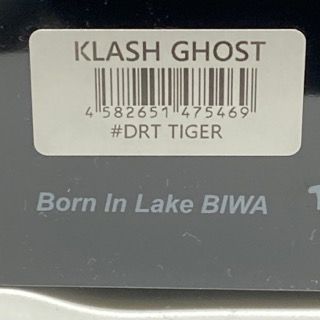 KLASH GHOST
4 582651 475469
#DRT TIGER
Born In Lake BIWA